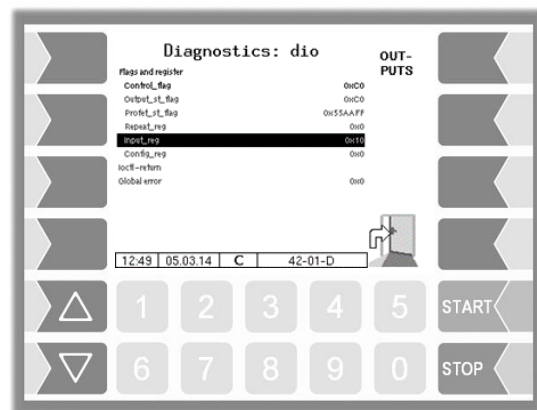 Diagnostics: dio
OUT-
PUTS
Flags and register
Control_flag 0xC0
Output_st_flag 0xC0
Profet_st_flag 0x55AAFF
Repeat_reg 0x0
Input_reg 0x10
Config_reg 0x0
ioctl-return
Global error 0x0
12:49 05.03.14 C 42-01-D
1 2 3 4 5 START
6 7 8 9 0 STOP